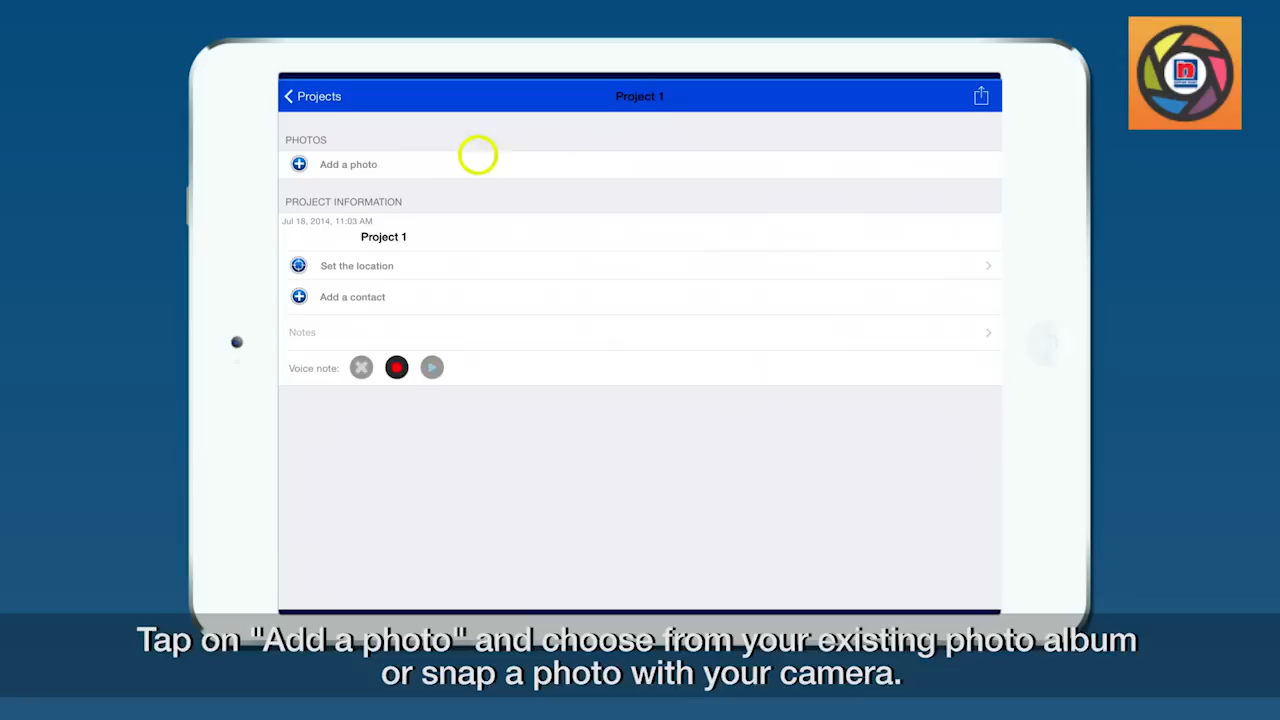 Projects
Project 1
PHOTOS
Add a photo
PROJECT INFORMATION
Jul 18, 2014, 11:03 AM
Project 1
Set the location
Add a contact
Notes
Voice note:
Tap on "Add a photo" and choose from your existing photo album
or snap a photo with your camera.